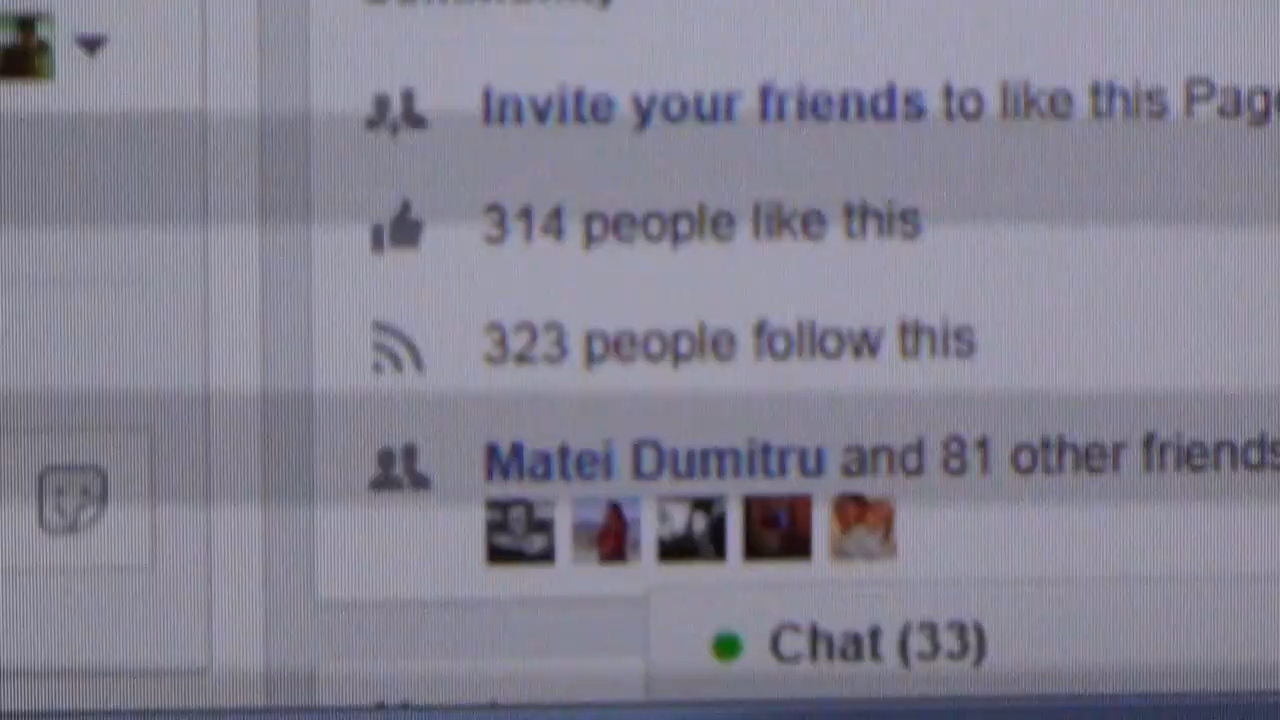 Invite your friends to like this Pag
314 people like this
323 people follow this
Matei Dumitru and 81 other friends
Chat (33)